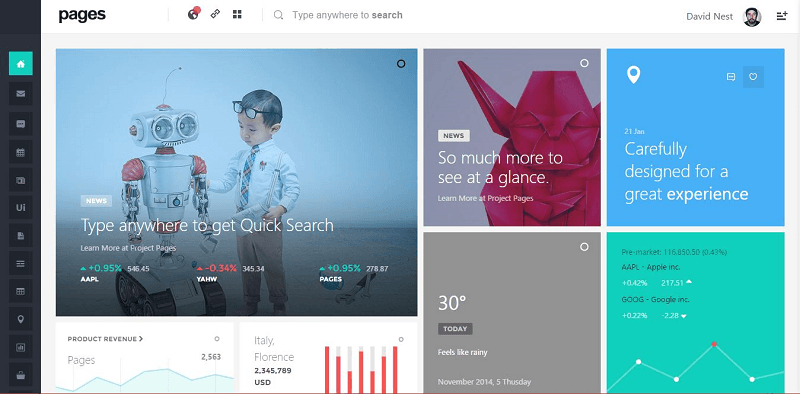 pages
Type anywhere to search
David Nest
Ui
NEWS
Type anywhere to get Quick Search
Learn More at Project Pages
+0.95% 546.45
AAPL
-0.34% 345.34
YAHW
+0.95% 278.87
PAGES
NEWS
So much more to
see at a glance.
Learn More at Project Pages
21 Jan
Carefully
designed for a
great experience
30°
TODAY
Feels like rainy
November 2014, 5 Thusday
Pre-market: 116,850.50 (0.43%)
AAPL - Apple inc.
+0.42% 217.51
GOOG - Google inc.
+0.22% -2.28
PRODUCT REVENUE
Pages
2,563
Italy,
Florence
2,345,789
USD